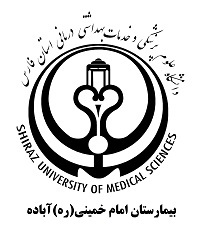 دانشگاه علوم پزشکی و خدمات بهداشتی درمانی استان فارس
SHIRAZ UNIVERSITY OF MEDICAL SCIENCES
بیمارستان امام خمینی(ره)آباده